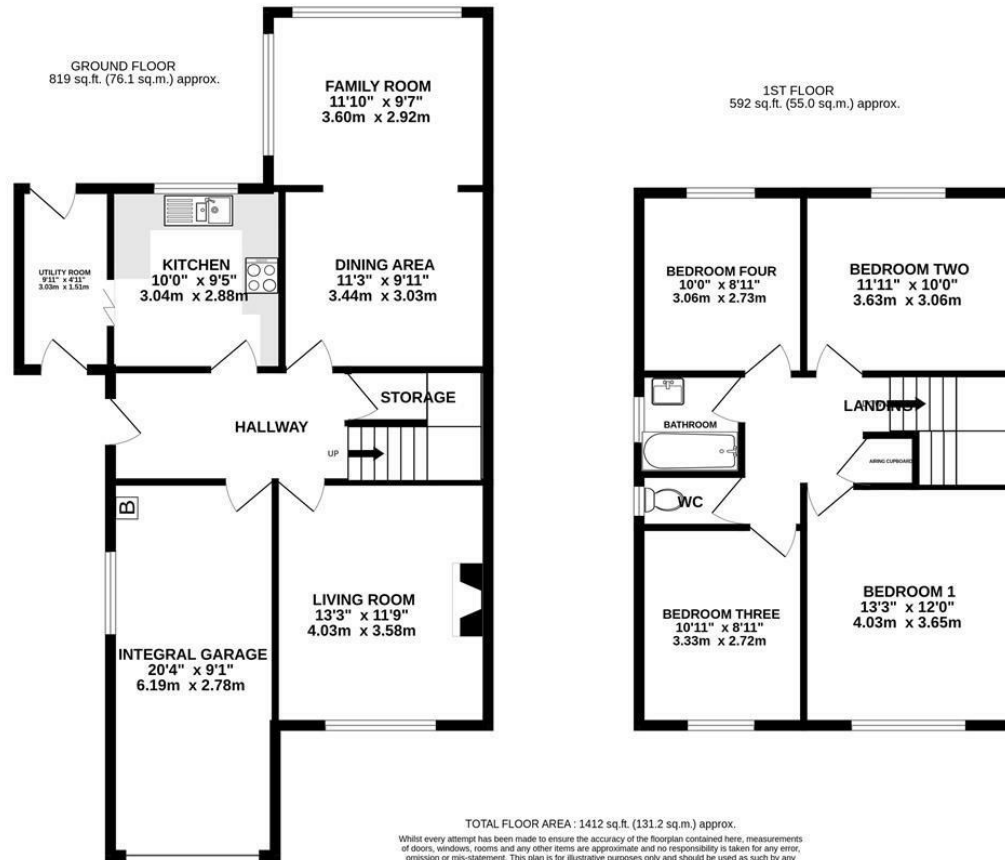 GROUND FLOOR
819 sq.ft. (76.1 sq.m.) approx.
FAMILY ROOM
11'10" x 9'7"
3.60m x 2.92m
UTILITY ROOM
9'11" x 4'11"
3.03m x 1.51m
KITCHEN
10'0" x 9'5"
3.04m x 2.88m
DINING AREA
11'3" x 9'11"
3.44m x 3.03m
STORAGE
HALLWAY
UP
B
LIVING ROOM
13'3" x 11'9"
4.03m x 3.58m
INTEGRAL GARAGE
20'4" x 9'1"
6.19m x 2.78m
1ST FLOOR
592 sq.ft. (55.0 sq.m.) approx.
BEDROOM FOUR
10'0" x 8'11"
3.06m x 2.73m
BEDROOM TWO
11'11" x 10'0"
3.63m x 3.06m
LANDING
BATHROOM
AIRING CUPBOARD
WC
BEDROOM THREE
10'11" x 8'11"
3.33m x 2.72m
BEDROOM 1
13'3" x 12'0"
4.03m x 3.65m
TOTAL FLOOR AREA : 1412 sq.ft. (131.2 sq.m.) approx.
Whilst every attempt has been made to ensure the accuracy of the floorplan contained here, measurements
of doors, windows, rooms and any other items are approximate and no responsibility is taken for any error,
omission or mis-statement. This plan is for illustrative purposes only and should be used as such by any